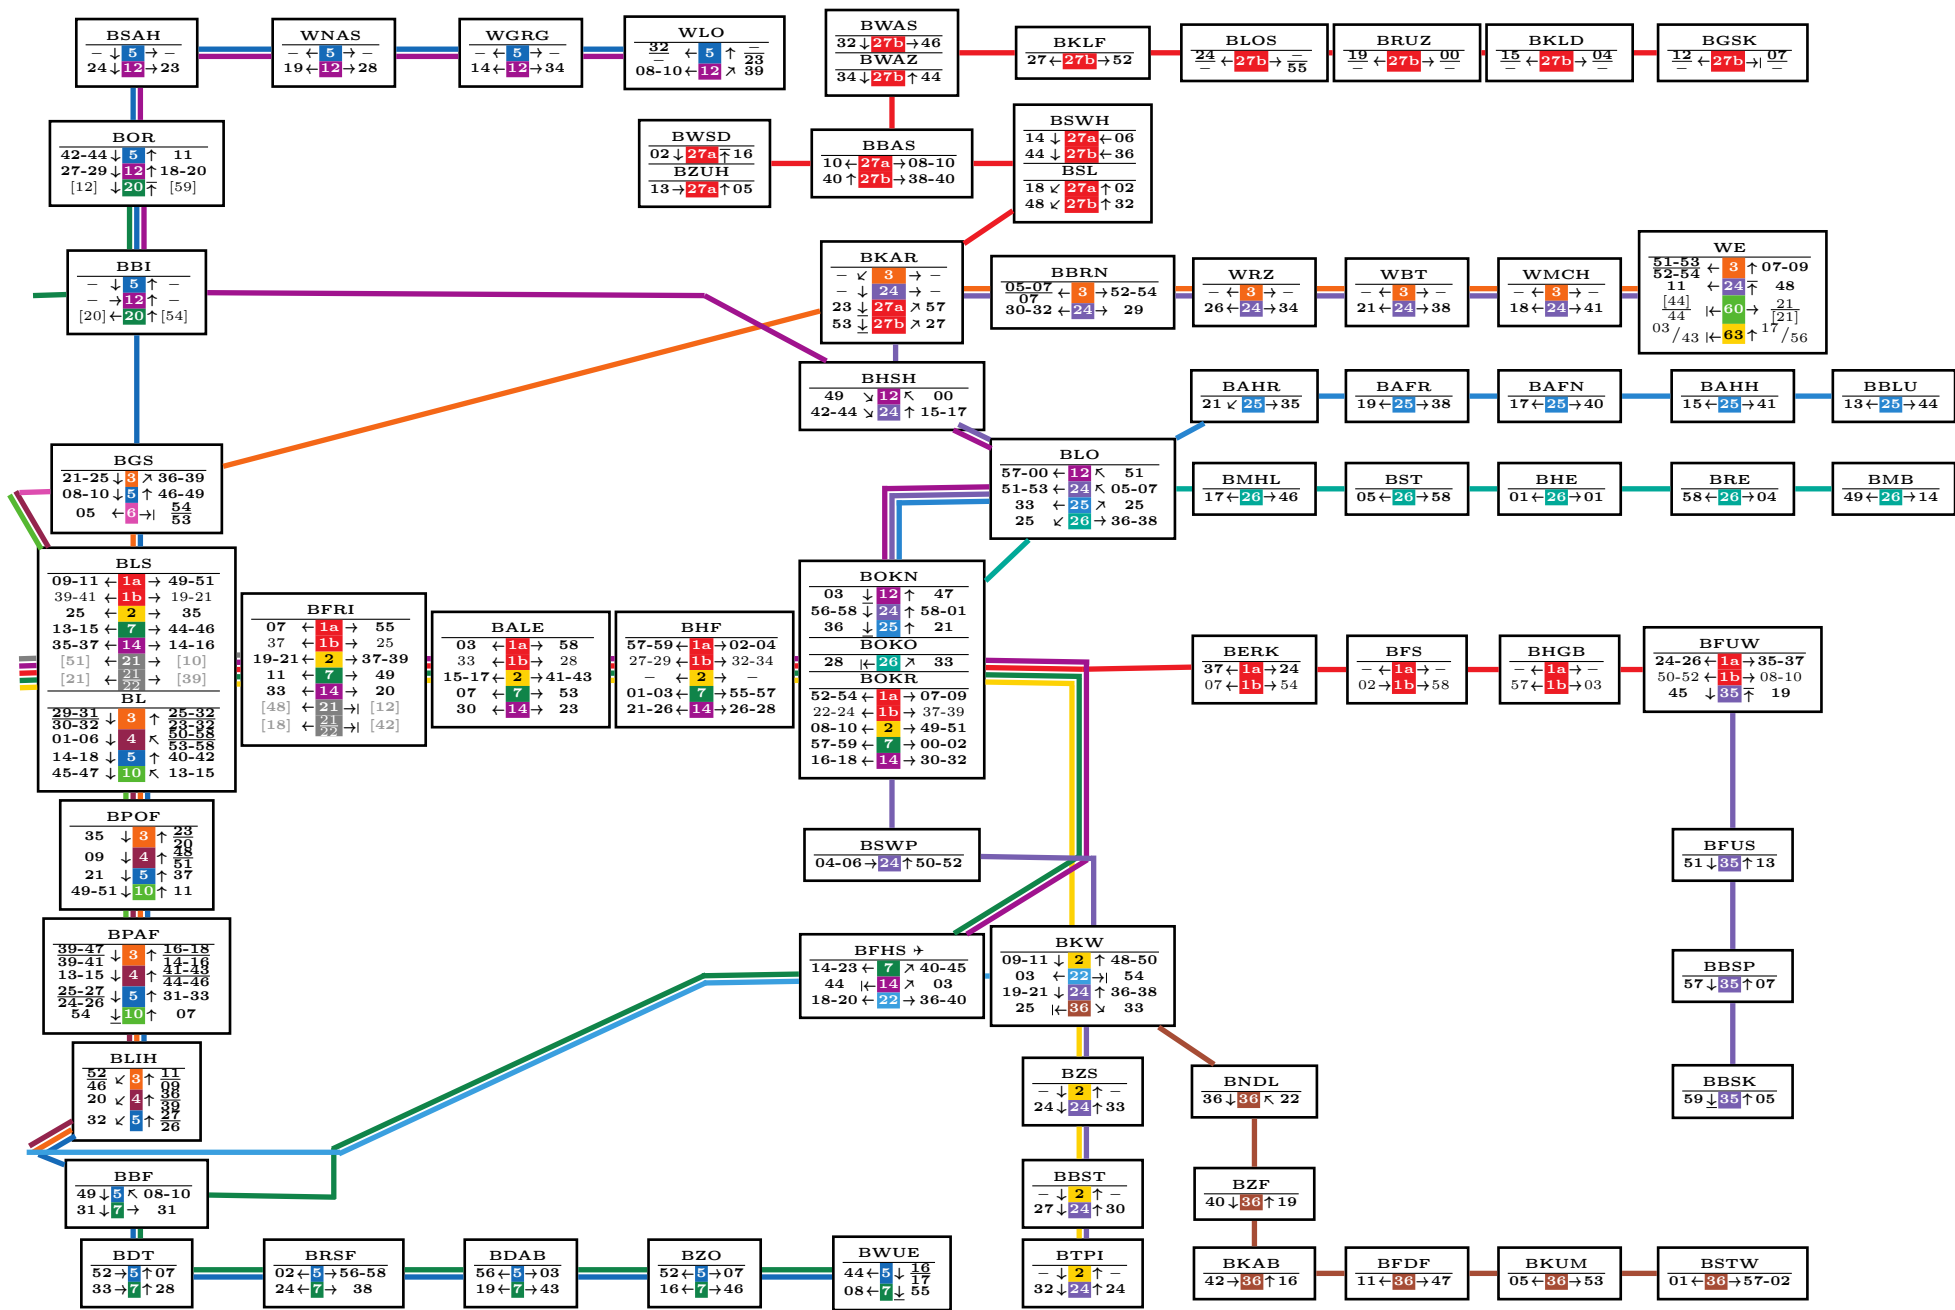 BSAH
– ↓ 5 → –
24 ↓ 12 → 23
WNAS
– ← 5 → –
19 ← 12 → 28
WGRG
– ← 5 → –
14 ← 12 → 34
WLO
32/– ← 5 ↑ –/23
08-10 ← 12 ↗ 39
BWAS
32 ↓ 27b → 46
BWAZ
34 ↓ 27b ↑ 44
BKLF
27 ← 27b → 52
BLOS
24/– ← 27b → –/55
BRUZ
19/– ← 27b → 00/–
BKLD
15/– ← 27b → 04/–
BGSK
12/– ← 27b →| 07/–
BOR
42-44 ↓ 5 ↑ 11
27-29 ↓ 12 ↑ 18-20
[12] ↓ 20 ↑ [59]
BWSD
02 ↓ 27a ↑ 16
BZUH
13 → 27a ↑ 05
BBAS
10 ← 27a → 08-10
40 ↑ 27b → 38-40
BSWH
14 ↓ 27a ← 06
44 ↓ 27b ← 36
BSL
18 ↙ 27a ↑ 02
48 ↙ 27b ↑ 32
BBI
– ↓ 5 ↑ –
– → 12 ↑ –
[20] ← 20 ↑ [54]
BKAR
– ↙ 3 → –
– ↓ 24 → –
23 ↓ 27a ↗ 57
53 ↓ 27b ↗ 27
BBRN
05-07/07 ← 3 → 52-54
30-32 ← 24 → 29
WRZ
– ← 3 → –
26 ← 24 → 34
WBT
– ← 3 → –
21 ← 24 → 38
WMCH
– ← 3 → –
18 ← 24 → 41
WE
51-53/52-54 ← 3 ↑ 07-09
11 ← 24 ↑ 48
[44]/44 |← 60 → 21/[21]
03/43 |← 63 ↑ 17/56
BHSH
49 ↘ 12 ↖ 00
42-44 ↘ 24 ↑ 15-17
BAHR
21 ↙ 25 → 35
BAFR
19 ← 25 → 38
BAFN
17 ← 25 → 40
BAHH
15 ← 25 → 41
BBLU
13 ← 25 → 44
BGS
21-25 ↓ 3 ↗ 36-39
08-10 ↓ 5 ↑ 46-49
05 ← 6 →| 54/53
BLO
57-00 ← 12 ↖ 51
51-53 ← 24 ↖ 05-07
33 ← 25 ↗ 25
25 ↙ 26 → 36-38
BMHL
17 ← 26 → 46
BST
05 ← 26 → 58
BHE
01 ← 26 → 01
BRE
58 ← 26 → 04
BMB
49 ← 26 → 14
BLS
09-11 ← 1a → 49-51
39-41 ← 1b → 19-21
25 ← 2 → 35
13-15 ← 7 → 44-46
35-37 ← 14 → 14-16
[51] ← 21 → [10]
[21] ← 21/22 → [39]
BL
29-31/30-32 ↓ 3 ↑ 25-32/23-32
01-06 ↓ 4 ↖ 50-58/53-58
14-18 ↓ 5 ↑ 40-42
45-47 ↓ 10 ↖ 13-15
BFRI
07 ← 1a → 55
37 ← 1b → 25
19-21 ← 2 → 37-39
11 ← 7 → 49
33 ← 14 → 20
[48] ← 21 →| [12]
[18] ← 21/22 →| [42]
BALE
03 ← 1a → 58
33 ← 1b → 28
15-17 ← 2 → 41-43
07 ← 7 → 53
30 ← 14 → 23
BHF
57-59 ← 1a → 02-04
27-29 ← 1b → 32-34
– ← 2 → –
01-03 ← 7 → 55-57
21-26 ← 14 → 26-28
BOKN
03 ↓ 12 ↑ 47
56-58 ↓ 24 ↑ 58-01
36 ↓ 25 ↑ 21
BOKO
28 |← 26 ↗ 33
BOKR
52-54 ← 1a → 07-09
22-24 ← 1b → 37-39
08-10 ← 2 → 49-51
57-59 ← 7 → 00-02
16-18 ← 14 → 30-32
BERK
37 ← 1a → 24
07 ← 1b → 54
BFS
– ← 1a → –
02 → 1b → 58
BHGB
– ← 1a → –
57 ← 1b → 03
BFUW
24-26 ← 1a → 35-37
50-52 ← 1b → 08-10
45 ↓ 35 ↑ 19
BPOF
35 ↓ 3 ↑ 23/20
09 ↓ 4 ↑ 48/51
21 ↓ 5 ↑ 37
49-51 ↓ 10 ↑ 11
BSWP
04-06 → 24 ↑ 50-52
BFUS
51 ↓ 35 ↑ 13
BPAF
39-47/39-41 ↓ 3 ↑ 16-18/14-16
13-15 ↓ 4 ↑ 41-43/44-46
25-27/24-26 ↓ 5 ↑ 31-33
54 ↓ 10 ↑ 07
BFHS ✈
14-23 ← 7 ↗ 40-45
44 |← 14 ↗ 03
18-20 ← 22 → 36-40
BKW
09-11 ↓ 2 ↑ 48-50
03 ← 22 →| 54
19-21 ↓ 24 ↑ 36-38
25 |← 36 ↘ 33
BBSP
57 ↓ 35 ↑ 07
BLIH
52/46 ↙ 3 ↑ 11/09
20 ↙ 4 ↑ 36/39
32 ↙ 5 ↑ 27/26
BZS
– ↓ 2 ↑ –
24 ↓ 24 ↑ 33
BNDL
36 ↓ 36 ↖ 22
BBSK
59 ↓ 35 ↑ 05
BBF
49 ↓ 5 ↖ 08-10
31 ↓ 7 → 31
BBST
– ↓ 2 ↑ –
27 ↓ 24 ↑ 30
BZF
40 ↓ 36 ↑ 19
BDT
52 → 5 ↑ 07
33 → 7 ↑ 28
BRSF
02 ← 5 → 56-58
24 ← 7 → 38
BDAB
56 ← 5 → 03
19 ← 7 → 43
BZO
52 ← 5 → 07
16 ← 7 → 46
BWUE
44 ← 5 ↓ 16/17
08 ← 7 ↓ 55
BTPI
– ↓ 2 ↑ –
32 ↓ 24 ↑ 24
BKAB
42 → 36 ↑ 16
BFDF
11 ← 36 → 47
BKUM
05 ← 36 → 53
BSTW
01 ← 36 → 57-02